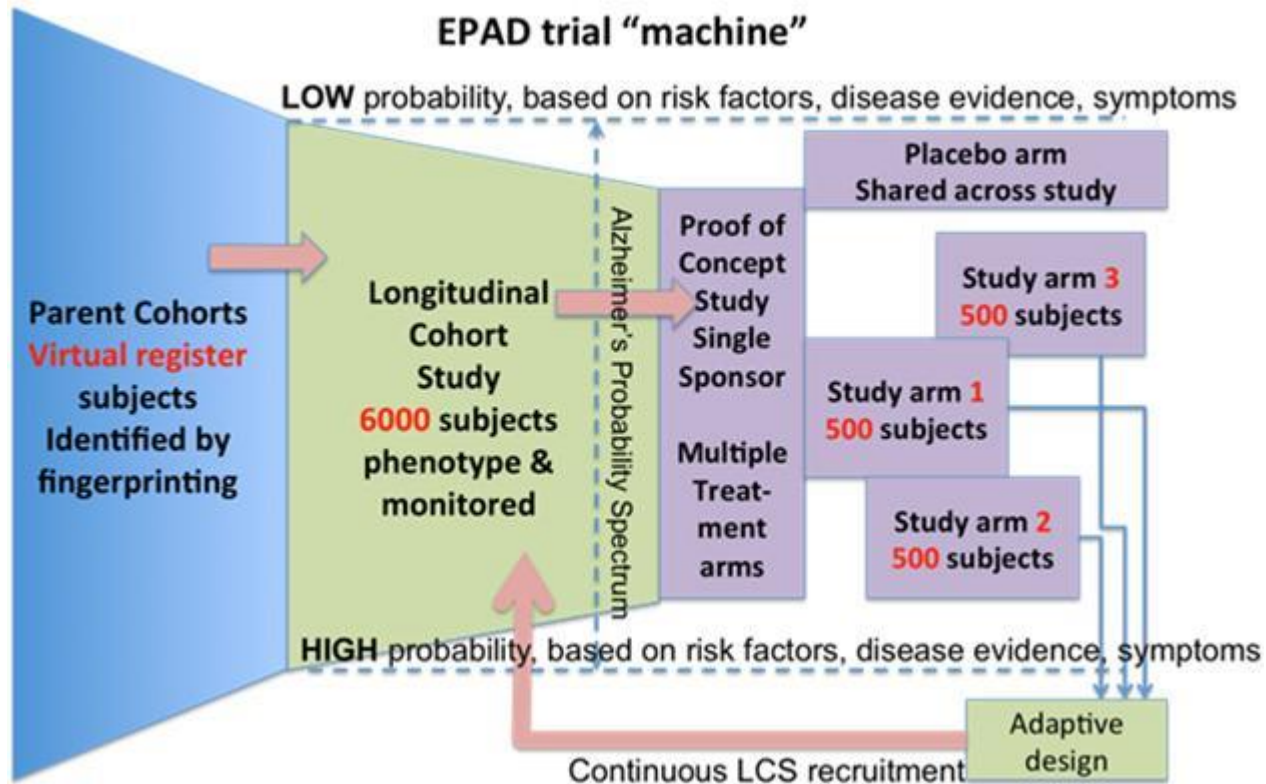 EPAD trial “machine”
LOW probability, based on risk factors, disease evidence, symptoms
Parent Cohorts
Virtual register
subjects
Identified by
fingerprinting
Longitudinal
Cohort
Study
6000 subjects
phenotype &
monitored
Alzheimer's Probability Spectrum
Proof of
Concept
Study
Single
Sponsor
Multiple
Treat-
ment
arms
Placebo arm
Shared across study
Study arm 3
500 subjects
Study arm 1
500 subjects
Study arm 2
500 subjects
HIGH probability, based on risk factors, disease evidence, symptoms
Adaptive
design
Continuous LCS recruitment